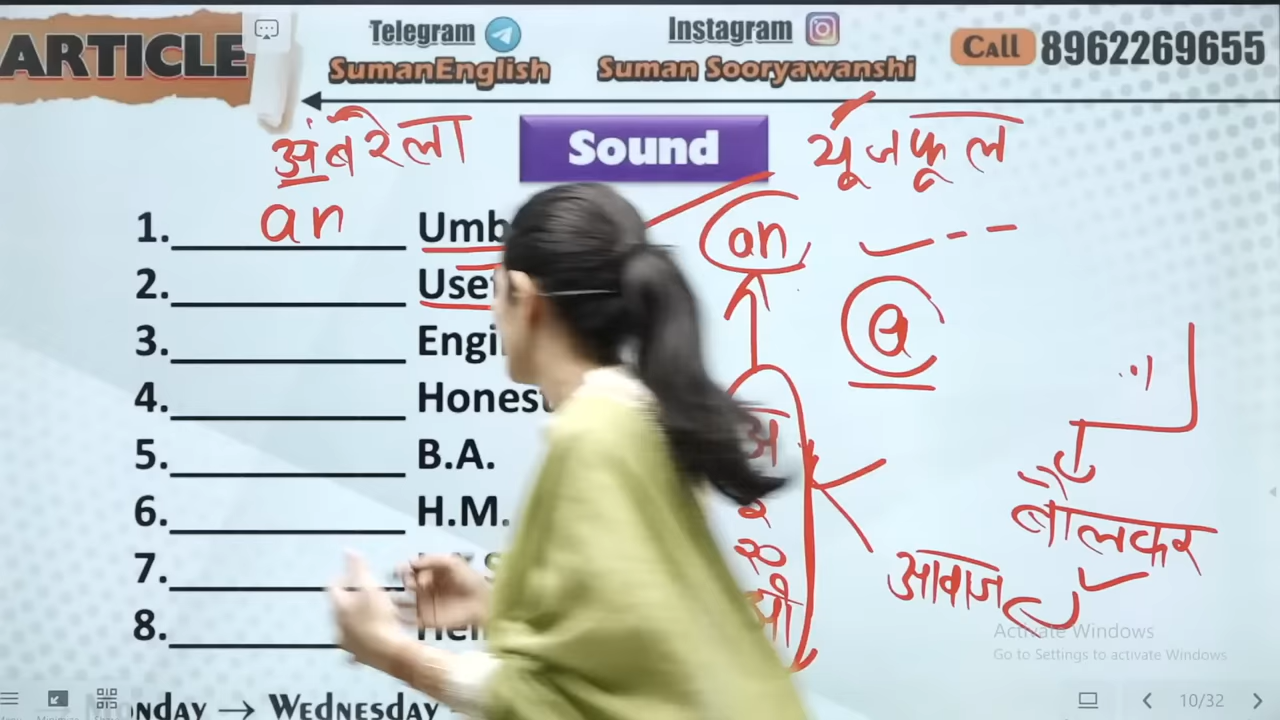 ARTICLE
Telegram
SumanEnglish
Instagram
Suman Sooryawanshi
Call 8962269655
अंबरेला
Sound
यूजफूल
1. an Umb
an
2. Usef
a
3. Engi
4. Honest
अ
5. B.A.
6. H.M.
बोलकर
7.
आवाज
8.
Activate Windows
Go to Settings to activate Windows.
nday → Wednesday
10/32